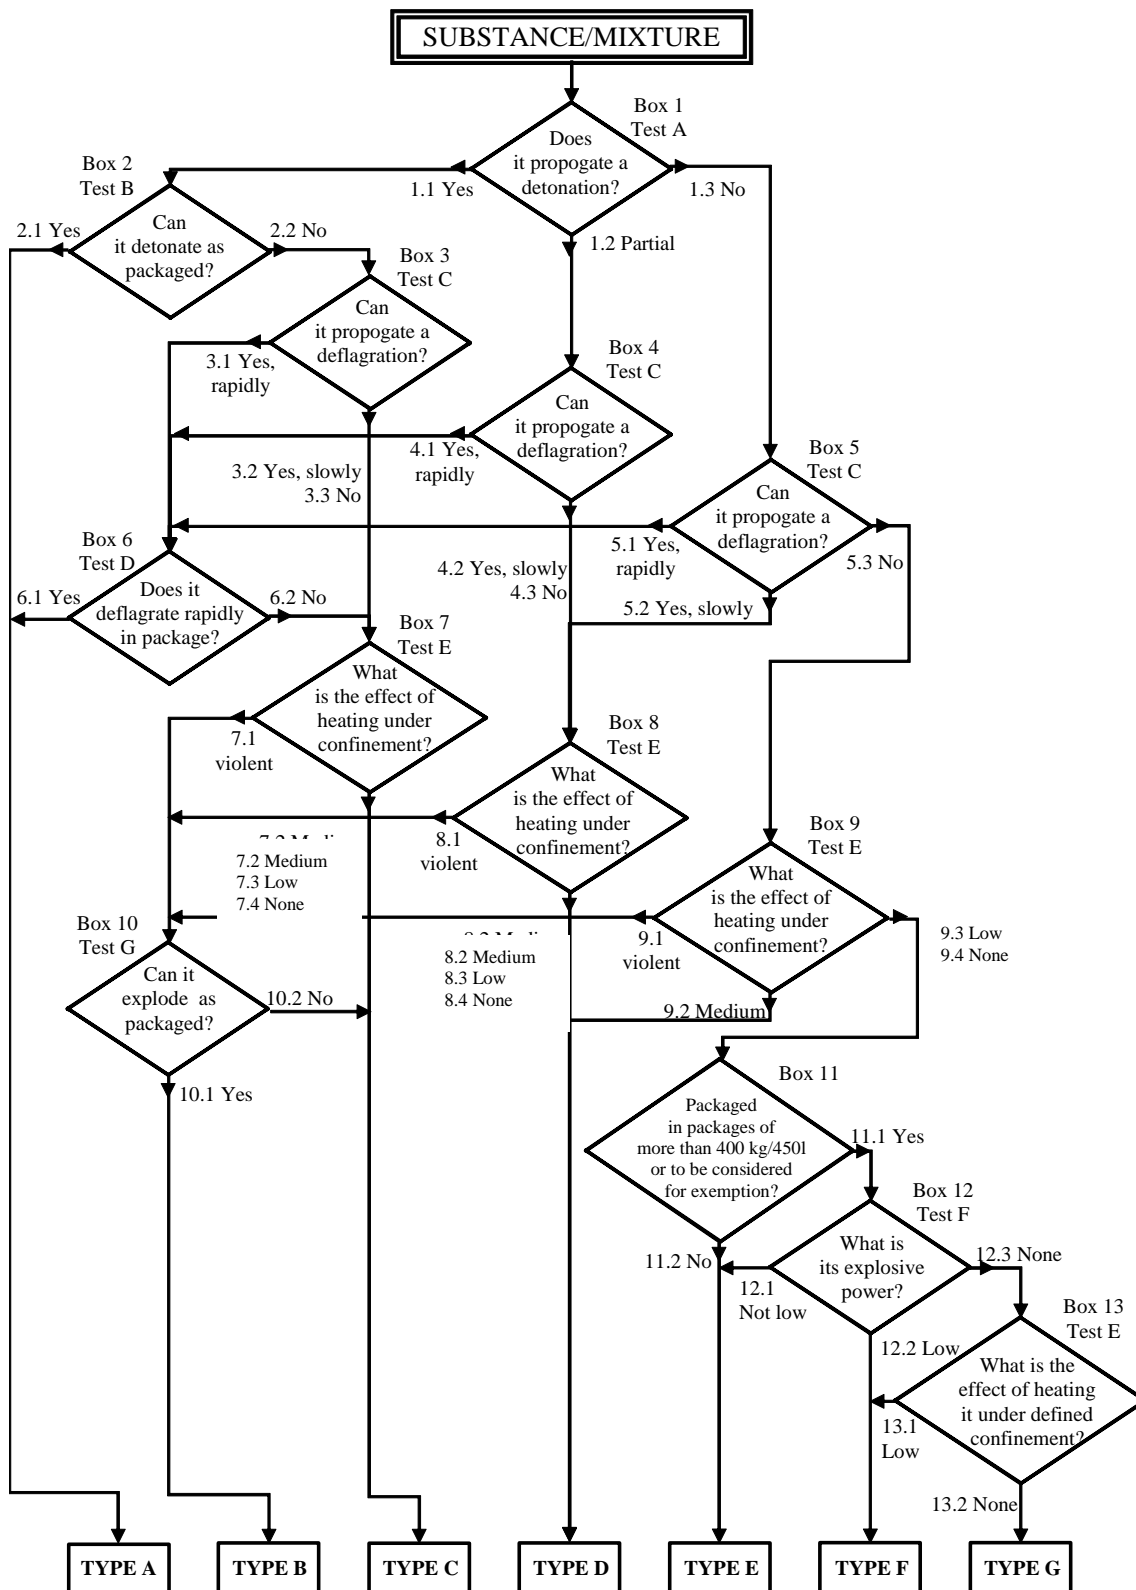 SUBSTANCE/MIXTURE
Box 1
Test A
Does
it propogate a
detonation?
1.1 Yes
1.3 No
1.2 Partial
Box 2
Test B
Can
it detonate as
packaged?
2.1 Yes
2.2 No
Box 3
Test C
Can
it propogate a
deflagration?
3.1 Yes,
rapidly
3.2 Yes, slowly
3.3 No
Box 4
Test C
Can
it propogate a
deflagration?
4.1 Yes,
rapidly
4.2 Yes, slowly
4.3 No
Box 5
Test C
Can
it propogate a
deflagration?
5.1 Yes,
rapidly
5.3 No
5.2 Yes, slowly
Box 6
Test D
Does it
deflagrate rapidly
in package?
6.1 Yes
6.2 No
Box 7
Test E
What
is the effect of
heating under
confinement?
7.1
violent
7.2 Medium
7.3 Low
7.4 None
Box 8
Test E
What
is the effect of
heating under
confinement?
8.1
violent
8.2 Medium
8.3 Low
8.4 None
Box 9
Test E
What
is the effect of
heating under
confinement?
9.1
violent
9.3 Low
9.4 None
9.2 Medium
Box 10
Test G
Can it
explode as
packaged?
10.2 No
10.1 Yes
Box 11
Packaged
in packages of
more than 400 kg/450l
or to be considered
for exemption?
11.1 Yes
11.2 No
Box 12
Test F
What is
its explosive
power?
12.1
Not low
12.3 None
12.2 Low
Box 13
Test E
What is the
effect of heating
it under defined
confinement?
13.1
Low
13.2 None
TYPE A
TYPE B
TYPE C
TYPE D
TYPE E
TYPE F
TYPE G